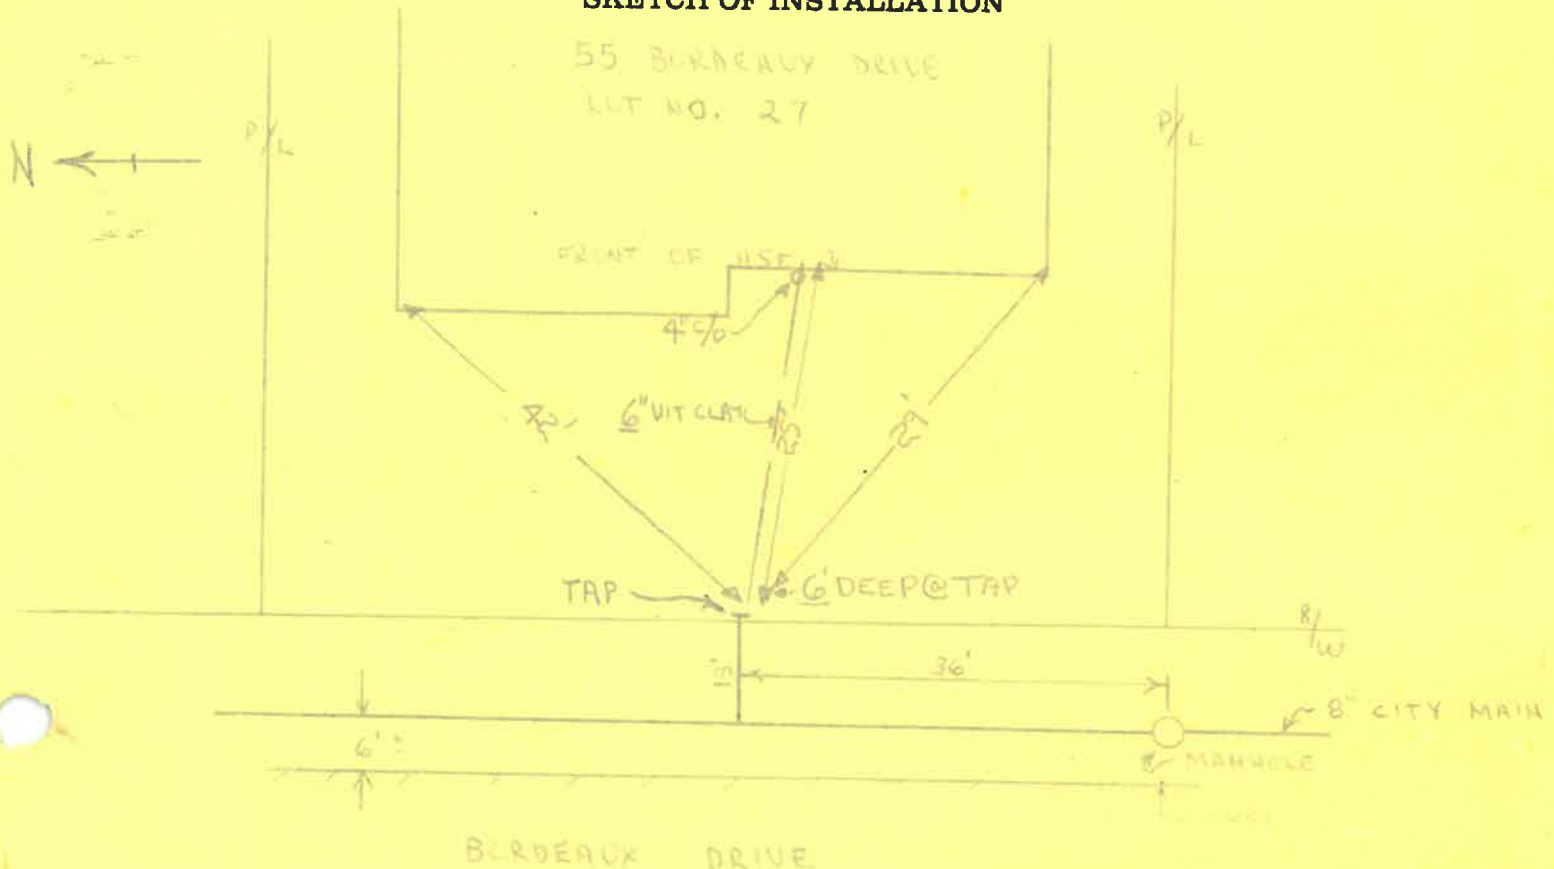 SKETCH OF INSTALLATION
55 BORDEAUX DRIVE
LOT NO. 27
P/L
P/L
N
FRONT OF HSE
4" C/O
6" VIT CLAY
25'
TAP
6' DEEP @ TAP
R/W
36'
8" CITY MAIN
6'
MANHOLE
BORDEAUX DRIVE